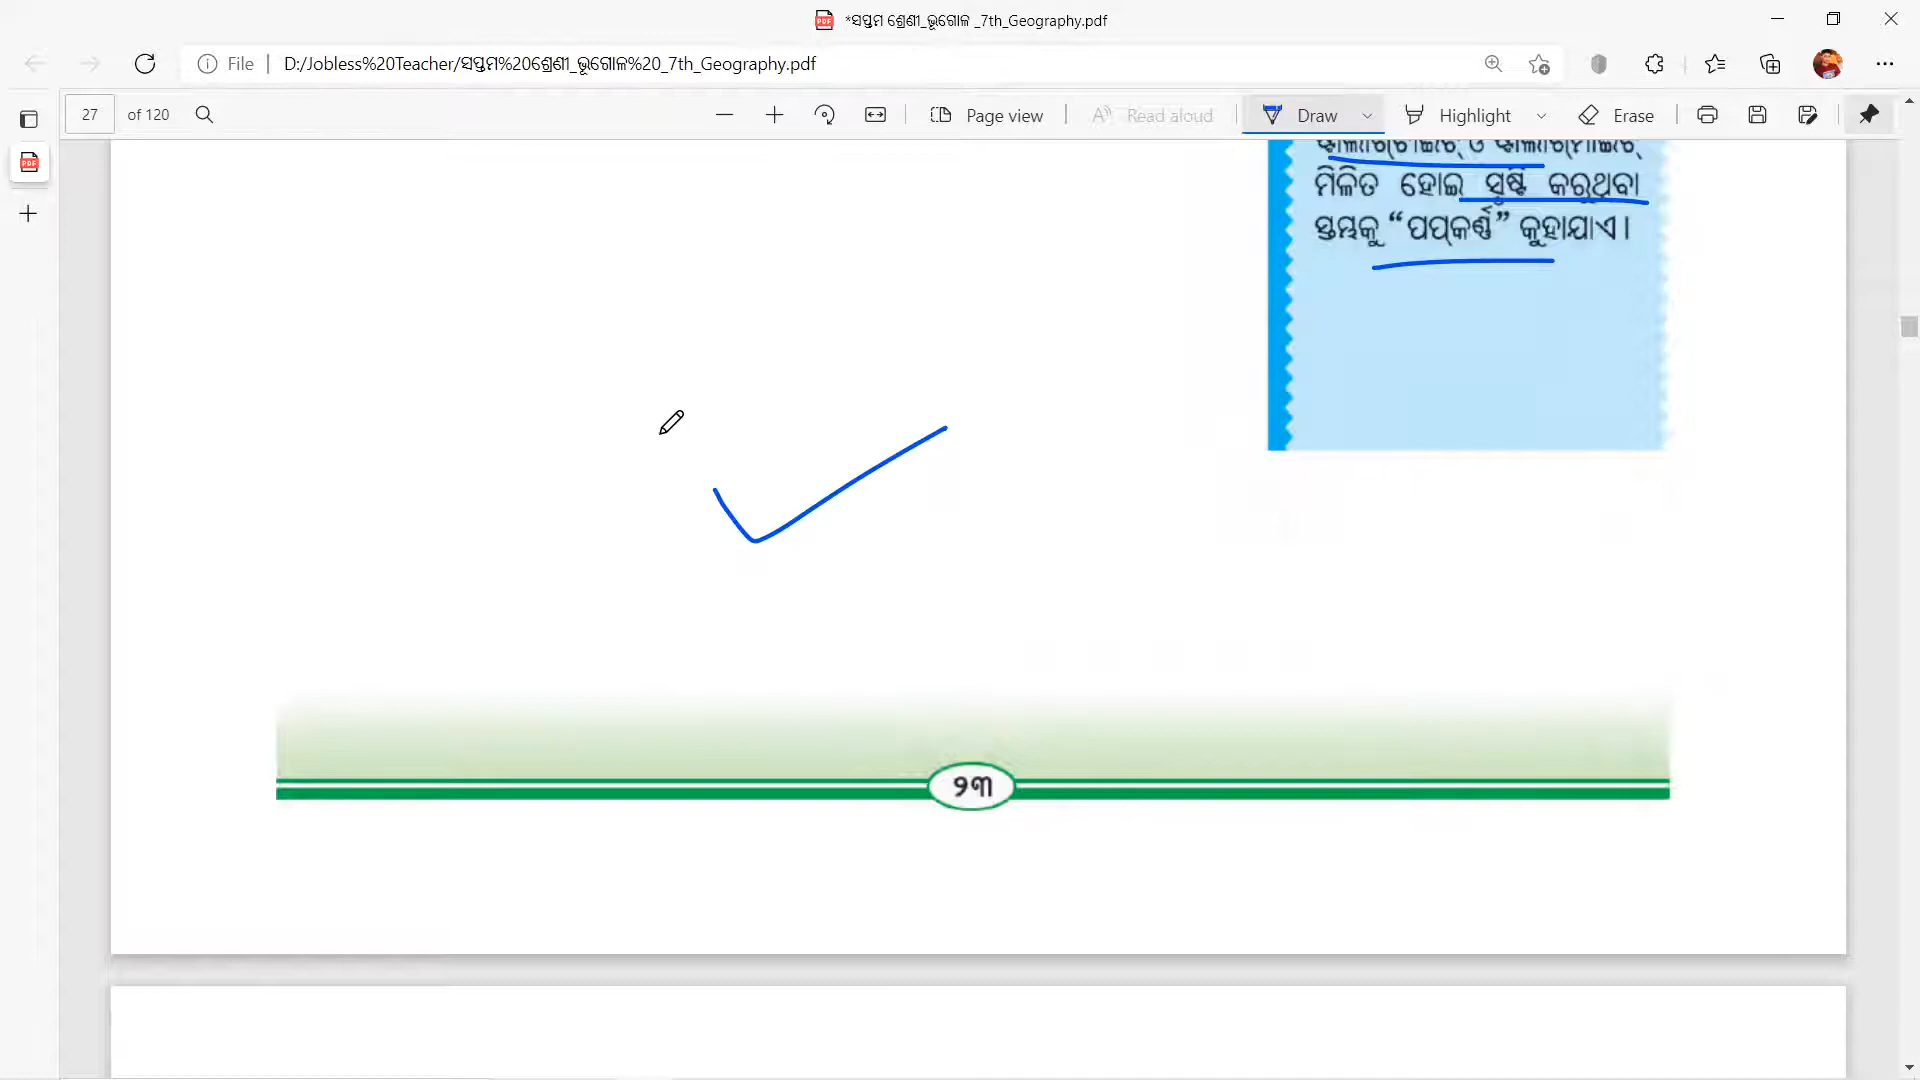 *ସପ୍ତମ ଶ୍ରେଣୀ_ଭୂଗୋଳ _7th_Geography.pdf
File | D:/Jobless%20Teacher/ସପ୍ତମ%20ଶ୍ରେଣୀ_ଭୂଗୋଳ%20_7th_Geography.pdf
27 of 120 Page view Read aloud Draw Highlight Erase
ମିଳିତ ହୋଇ ସୃଷ୍ଟି କରୁଥିବା
ସ୍ତମ୍ଭକୁ “ପପ୍‌କର୍ଣ୍ଣ” କୁହାଯାଏ ।
୨୩